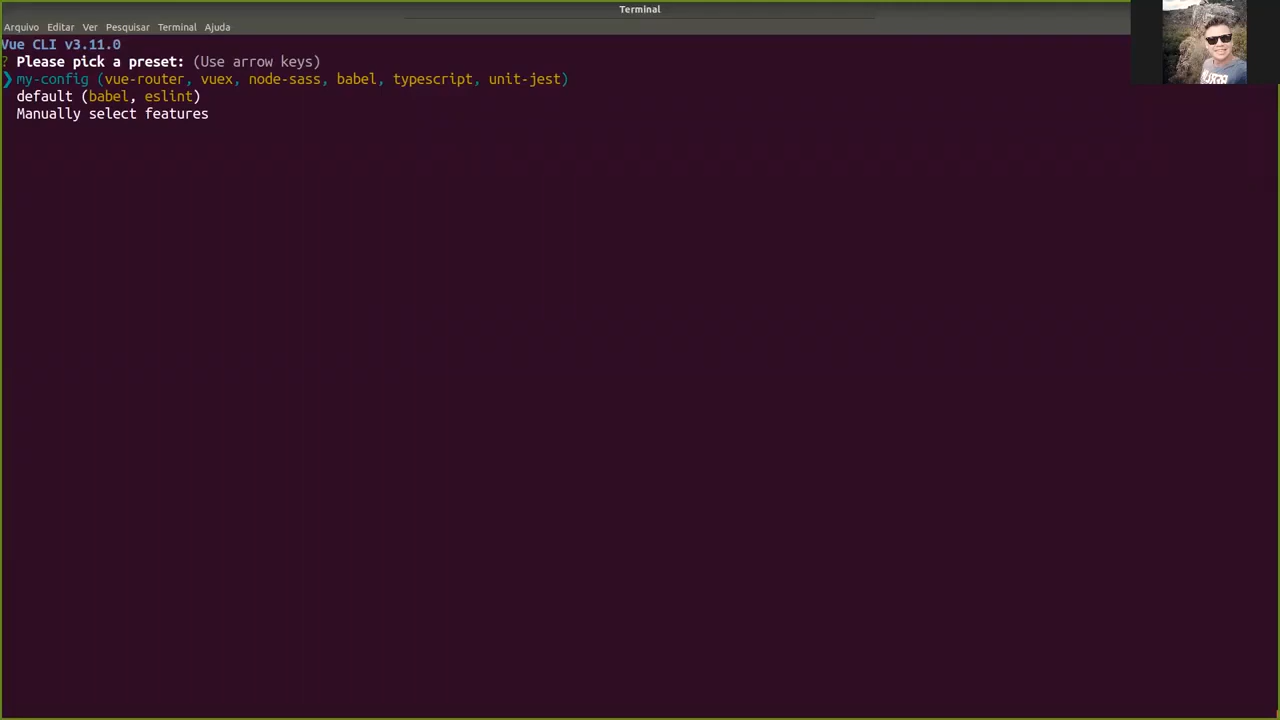 Terminal
Arquivo Editar Ver Pesquisar Terminal Ajuda
Vue CLI v3.11.0
? Please pick a preset: (Use arrow keys)
❯ my-config (vue-router, vuex, node-sass, babel, typescript, unit-jest)
default (babel, eslint)
Manually select features